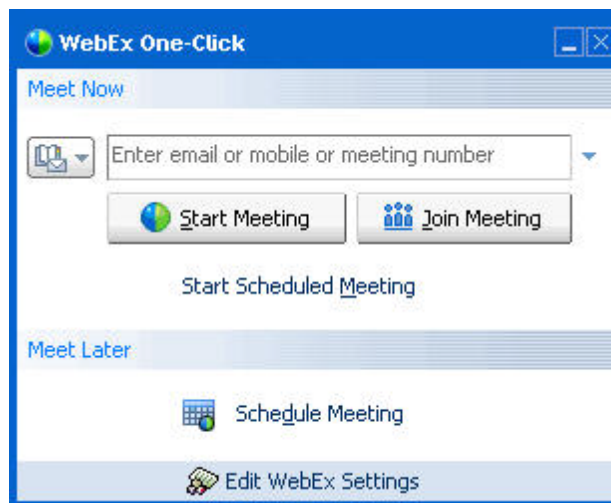 WebEx One-Click
Meet Now
Enter email or mobile or meeting number
Start Meeting
Join Meeting
Start Scheduled Meeting
Meet Later
Schedule Meeting
Edit WebEx Settings